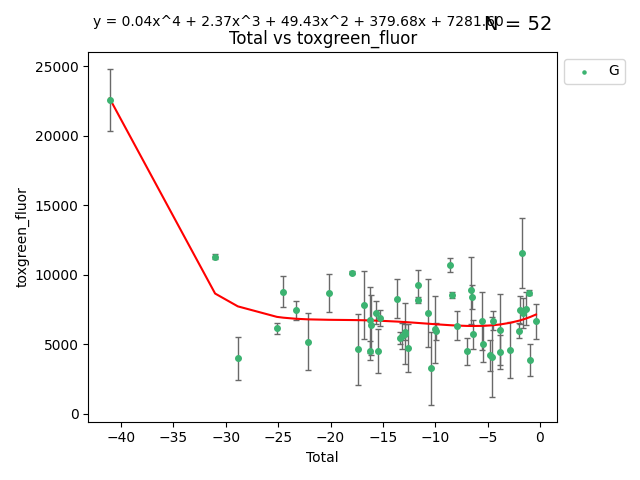 y = 0.04x^4 + 2.37x^3 + 49.43x^2 + 379.68x + 7281.60
N = 52
Total vs toxgreen_fluor
G
25000
20000
15000
10000
5000
0
toxgreen_fluor
−40 −35 −30 −25 −20 −15 −10 −5 0
Total